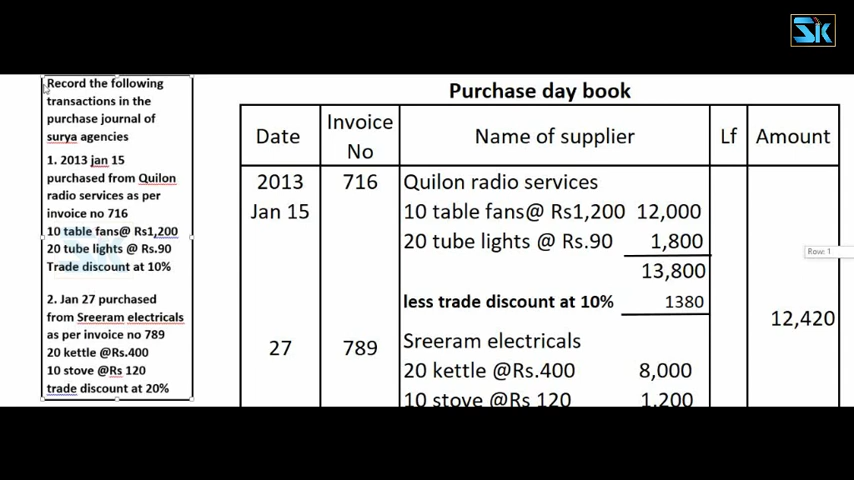 SK
Record the following
transactions in the
purchase journal of
surya agencies
1. 2013 jan 15
purchased from Quilon
radio services as per
invoice no 716
10 table fans@ Rs1,200
20 tube lights @ Rs.90
Trade discount at 10%
2. Jan 27 purchased
from Sreeram electricals
as per invoice no 789
20 kettle @Rs.400
10 stove @Rs 120
trade discount at 20%
Purchase day book
Date Invoice No Name of supplier Lf Amount
2013 716 Quilon radio services
Jan 15 10 table fans@ Rs1,200 12,000
20 tube lights @ Rs.90 1,800
13,800
less trade discount at 10% 1380
12,420
27 789 Sreeram electricals
20 kettle @Rs.400 8,000
10 stove @Rs 120 1,200
Row: 1